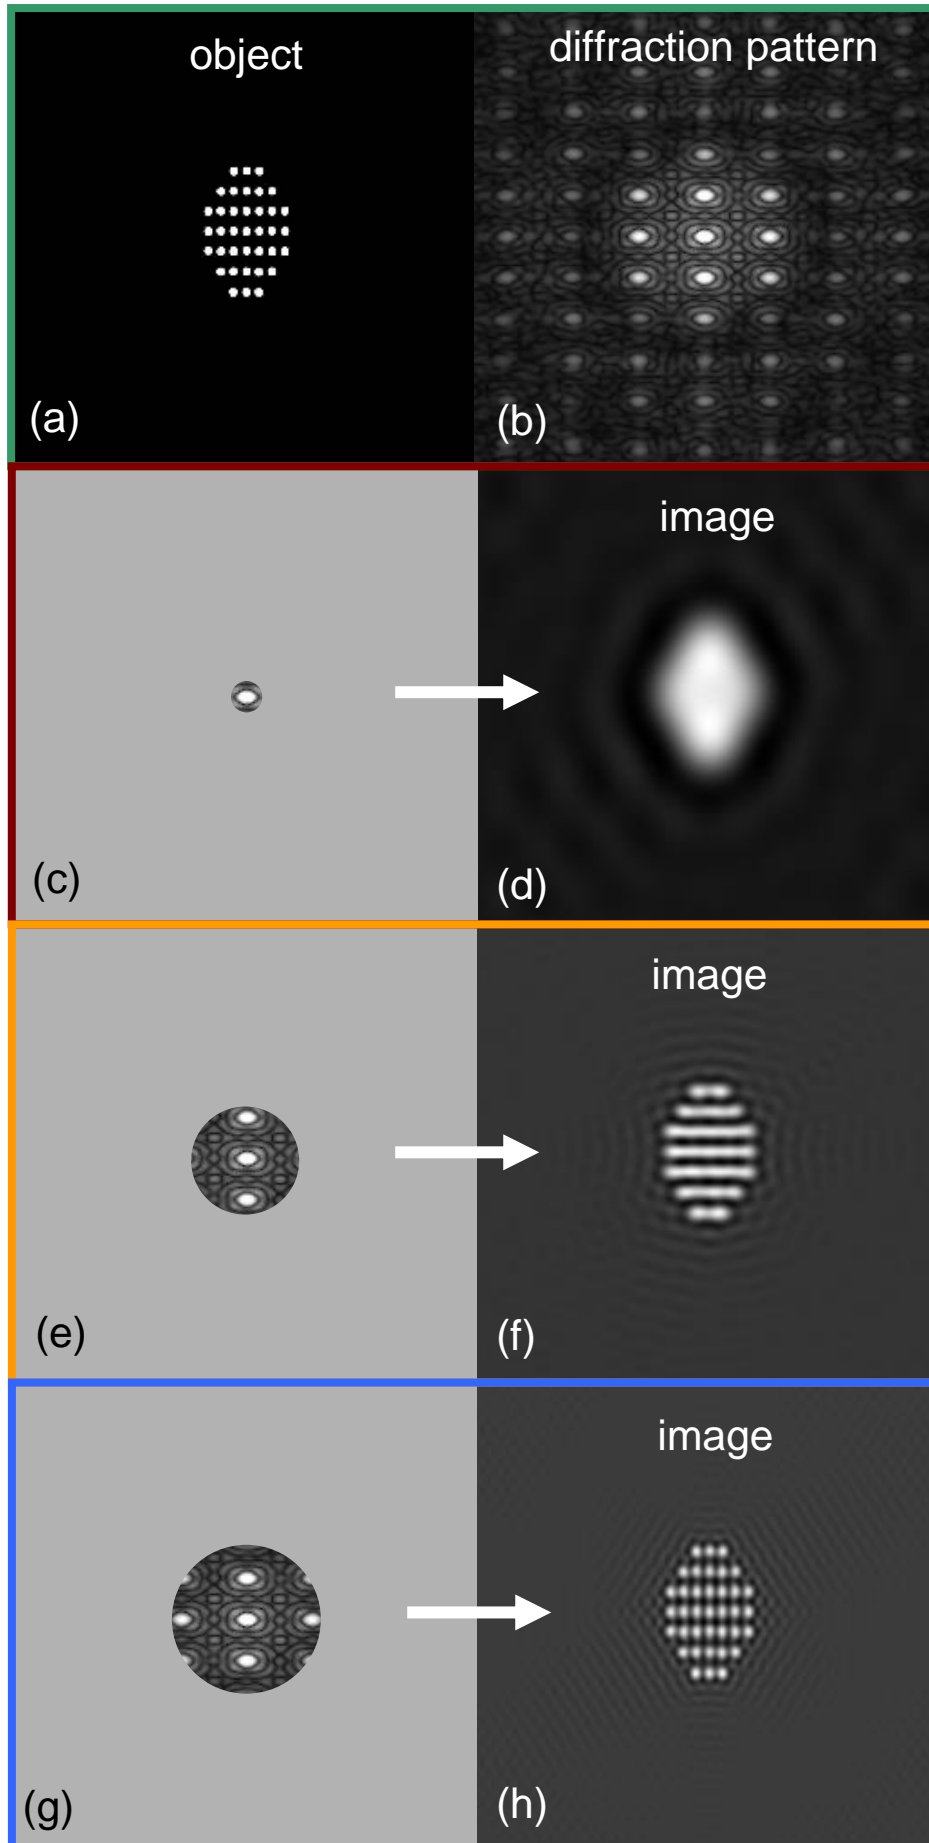 object
diffraction pattern
(a)
(b)
image
(c)
(d)
image
(e)
(f)
image
(g)
(h)